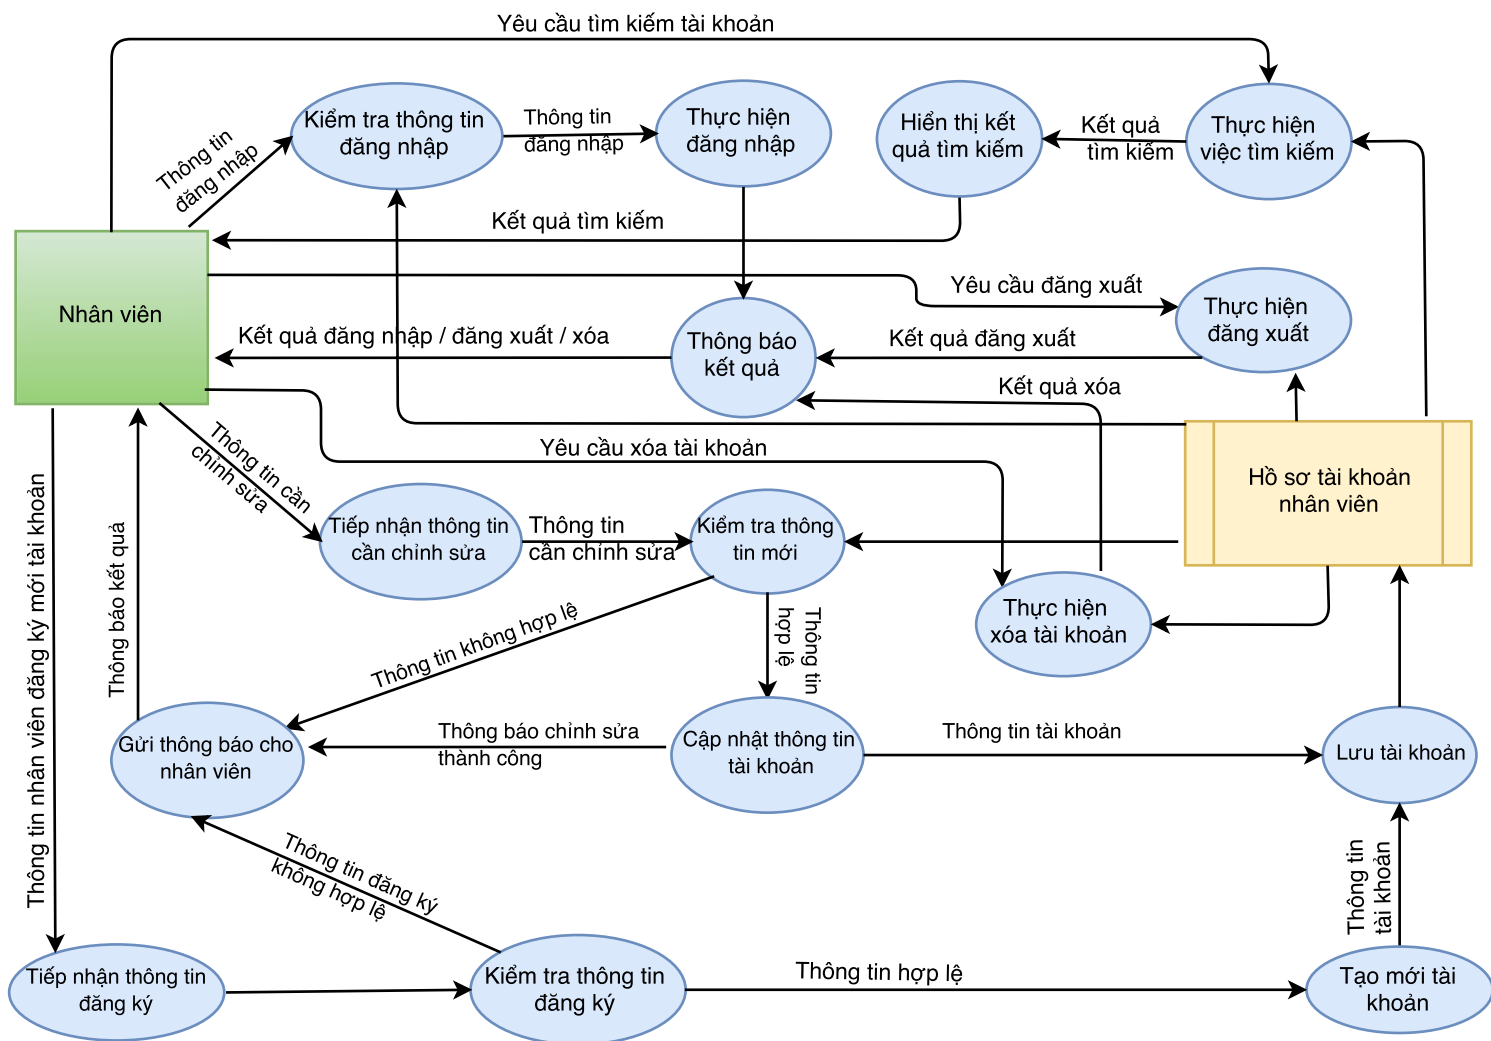 Yêu cầu tìm kiếm tài khoản
Kiểm tra thông tin
đăng nhập
Thông tin
đăng nhập
Thực hiện
đăng nhập
Hiển thị kết
quả tìm kiếm
Kết quả
tìm kiếm
Thực hiện
việc tìm kiếm
Thông tin
đăng nhập
Kết quả tìm kiếm
Nhân viên
Yêu cầu đăng xuất
Thực hiện
đăng xuất
Kết quả đăng nhập / đăng xuất / xóa
Thông báo
kết quả
Kết quả đăng xuất
Kết quả xóa
Yêu cầu xóa tài khoản
Hồ sơ tài khoản
nhân viên
Thông tin cần
chỉnh sửa
Tiếp nhận thông tin
cần chỉnh sửa
Thông tin
cần chỉnh sửa
Kiểm tra thông
tin mới
Thực hiện
xóa tài khoản
Thông tin nhân viên đăng ký mới tài khoản
Thông báo kết quả
Thông tin không hợp lệ
Thông tin
hợp lệ
Gửi thông báo cho
nhân viên
Thông báo chỉnh sửa
thành công
Cập nhật thông tin
tài khoản
Thông tin tài khoản
Lưu tài khoản
Thông tin đăng ký
không hợp lệ
Thông tin
tài khoản
Tiếp nhận thông tin
đăng ký
Kiểm tra thông tin
đăng ký
Thông tin hợp lệ
Tạo mới tài
khoản